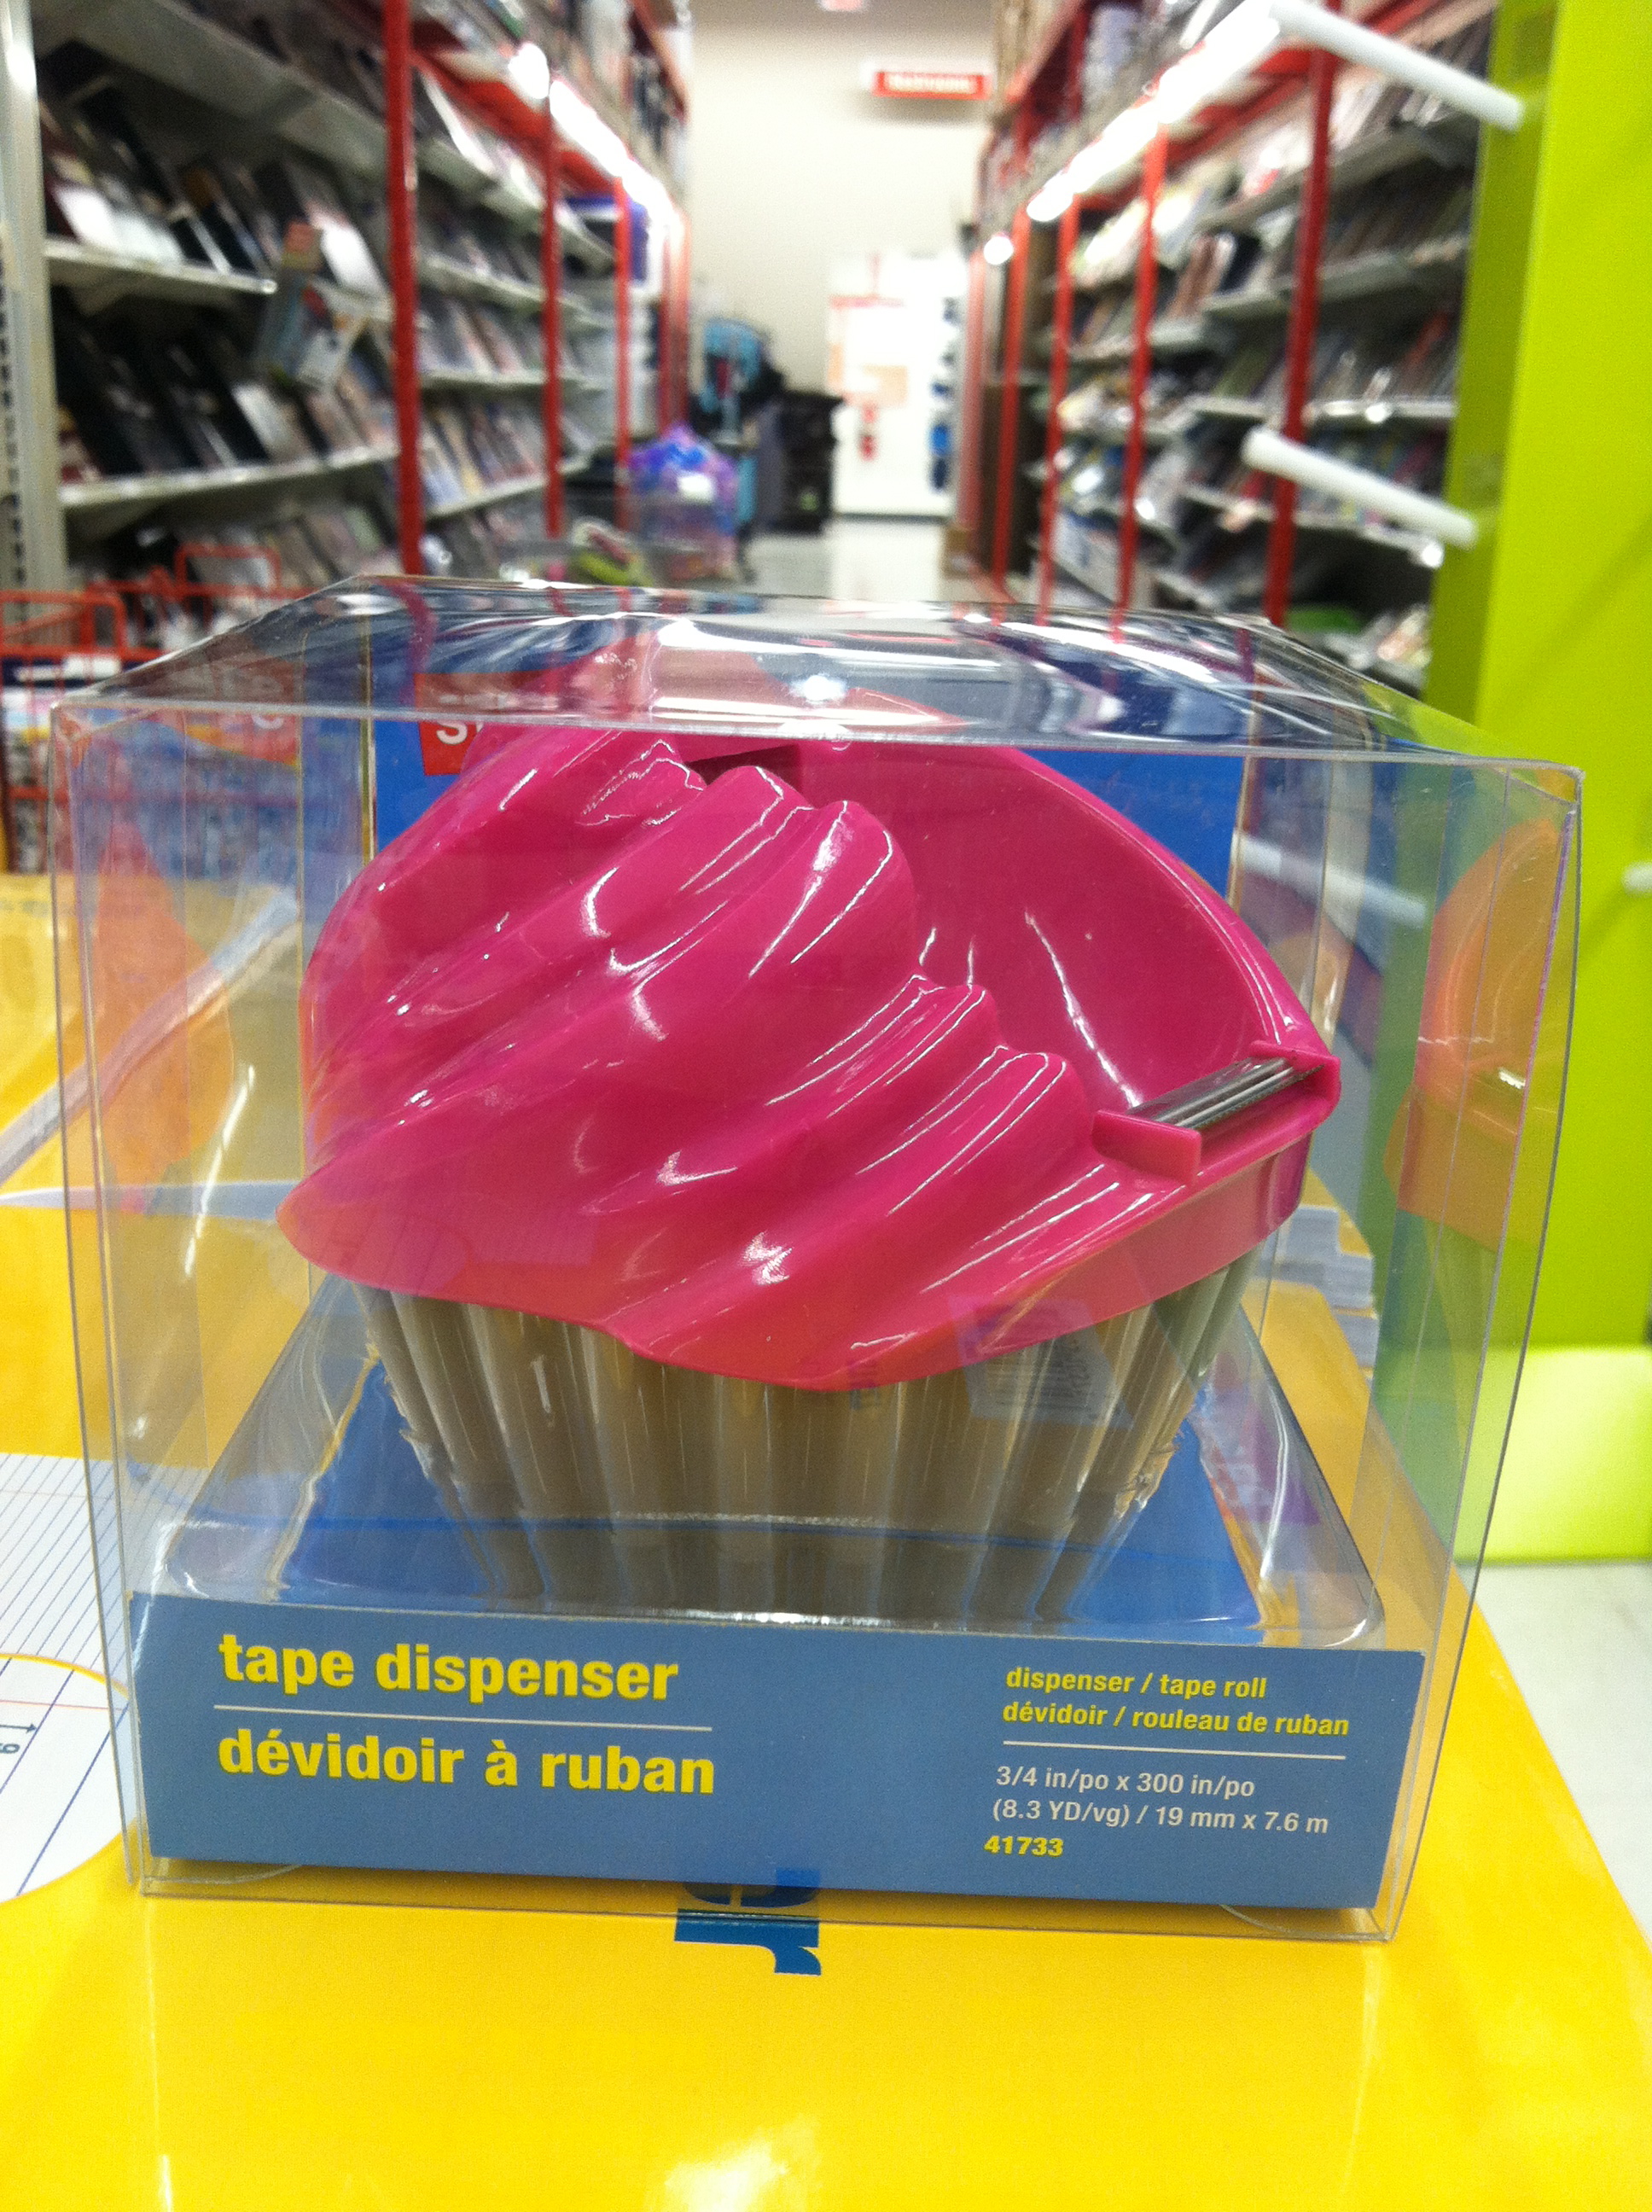 tape dispenser
dévidoir à ruban
dispenser / tape roll
dévidoir / rouleau de ruban
3/4 in/po x 300 in/po
(8.3 YD/vg) / 19 mm x 7.6 m
41733